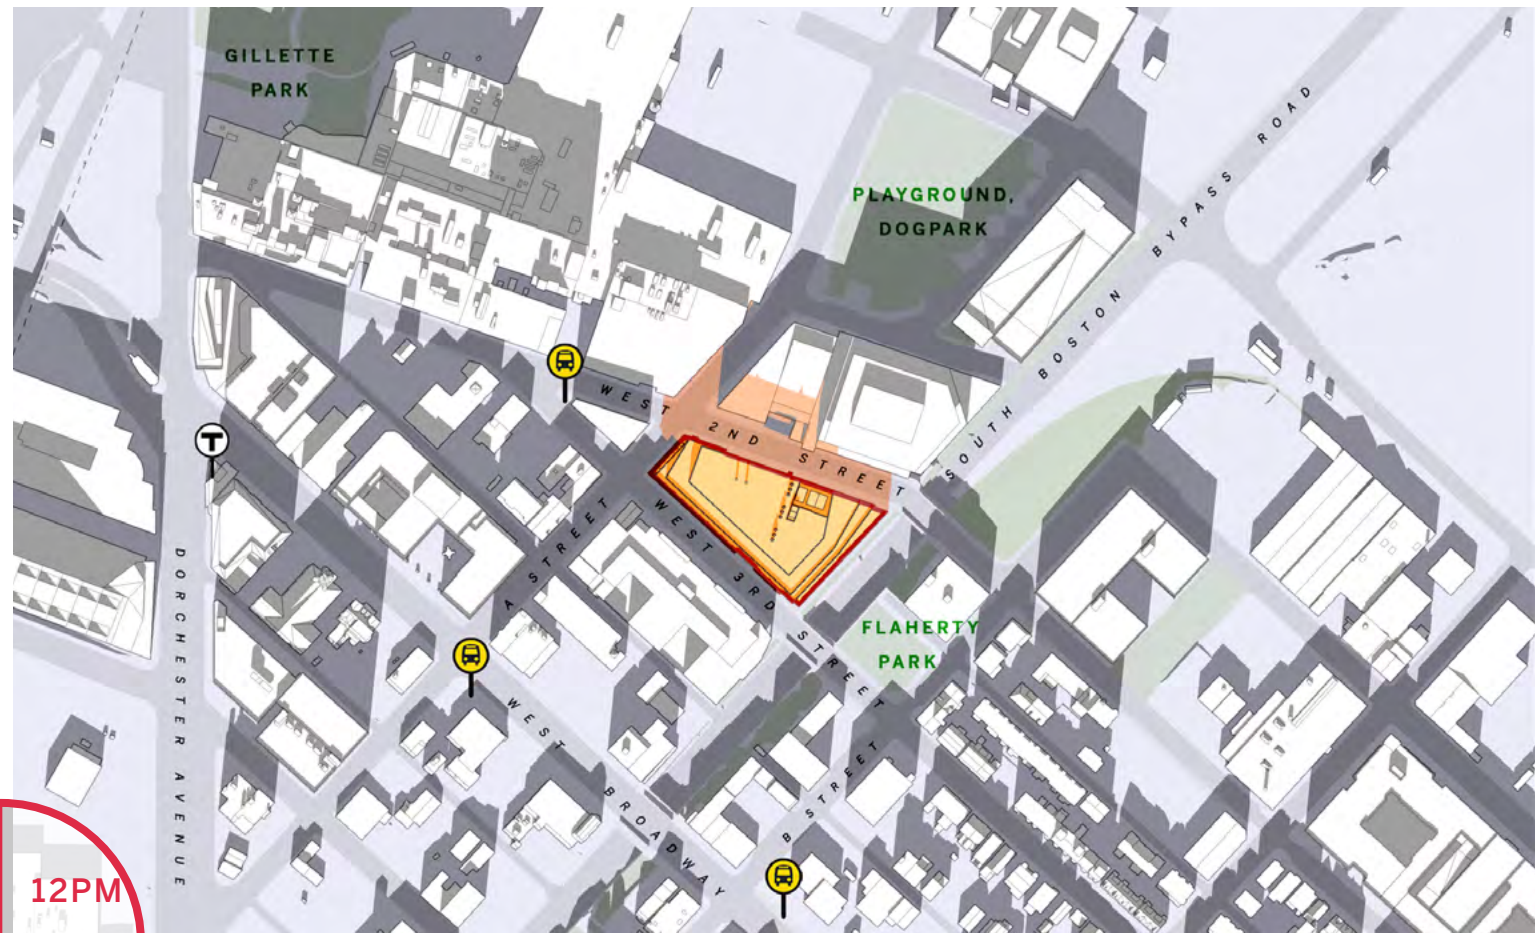 GILLETTE
PARK
PLAYGROUND,
DOGPARK
SOUTH BOSTON BYPASS ROAD
WEST 2ND STREET
T
WEST 3RD STREET
A STREET
DORCHESTER AVENUE
FLAHERTY
PARK
WEST BROADWAY
B STREET
12PM